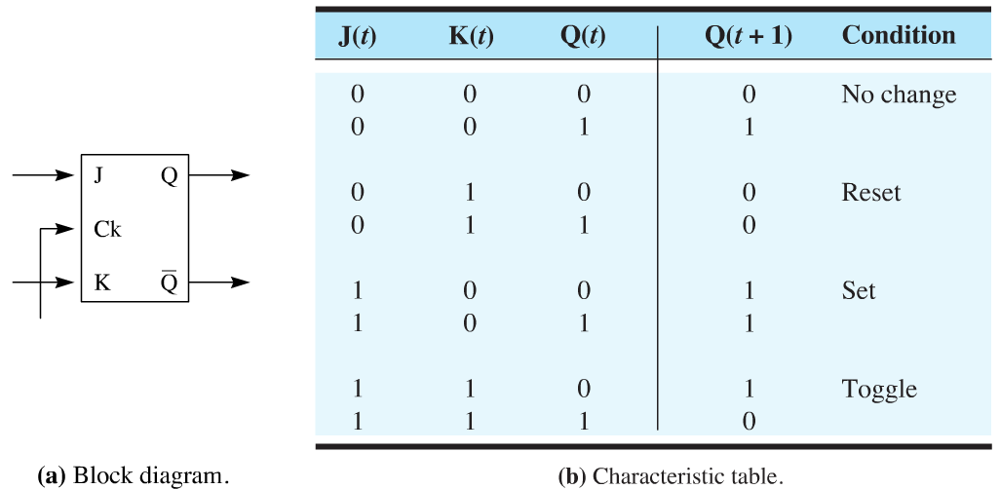 J Q
Ck
K Q̅
(a) Block diagram.
J(t) K(t) Q(t) Q(t + 1) Condition
0 0 0 0 No change
0 0 1 1
0 1 0 0 Reset
0 1 1 0
1 0 0 1 Set
1 0 1 1
1 1 0 1 Toggle
1 1 1 0
(b) Characteristic table.